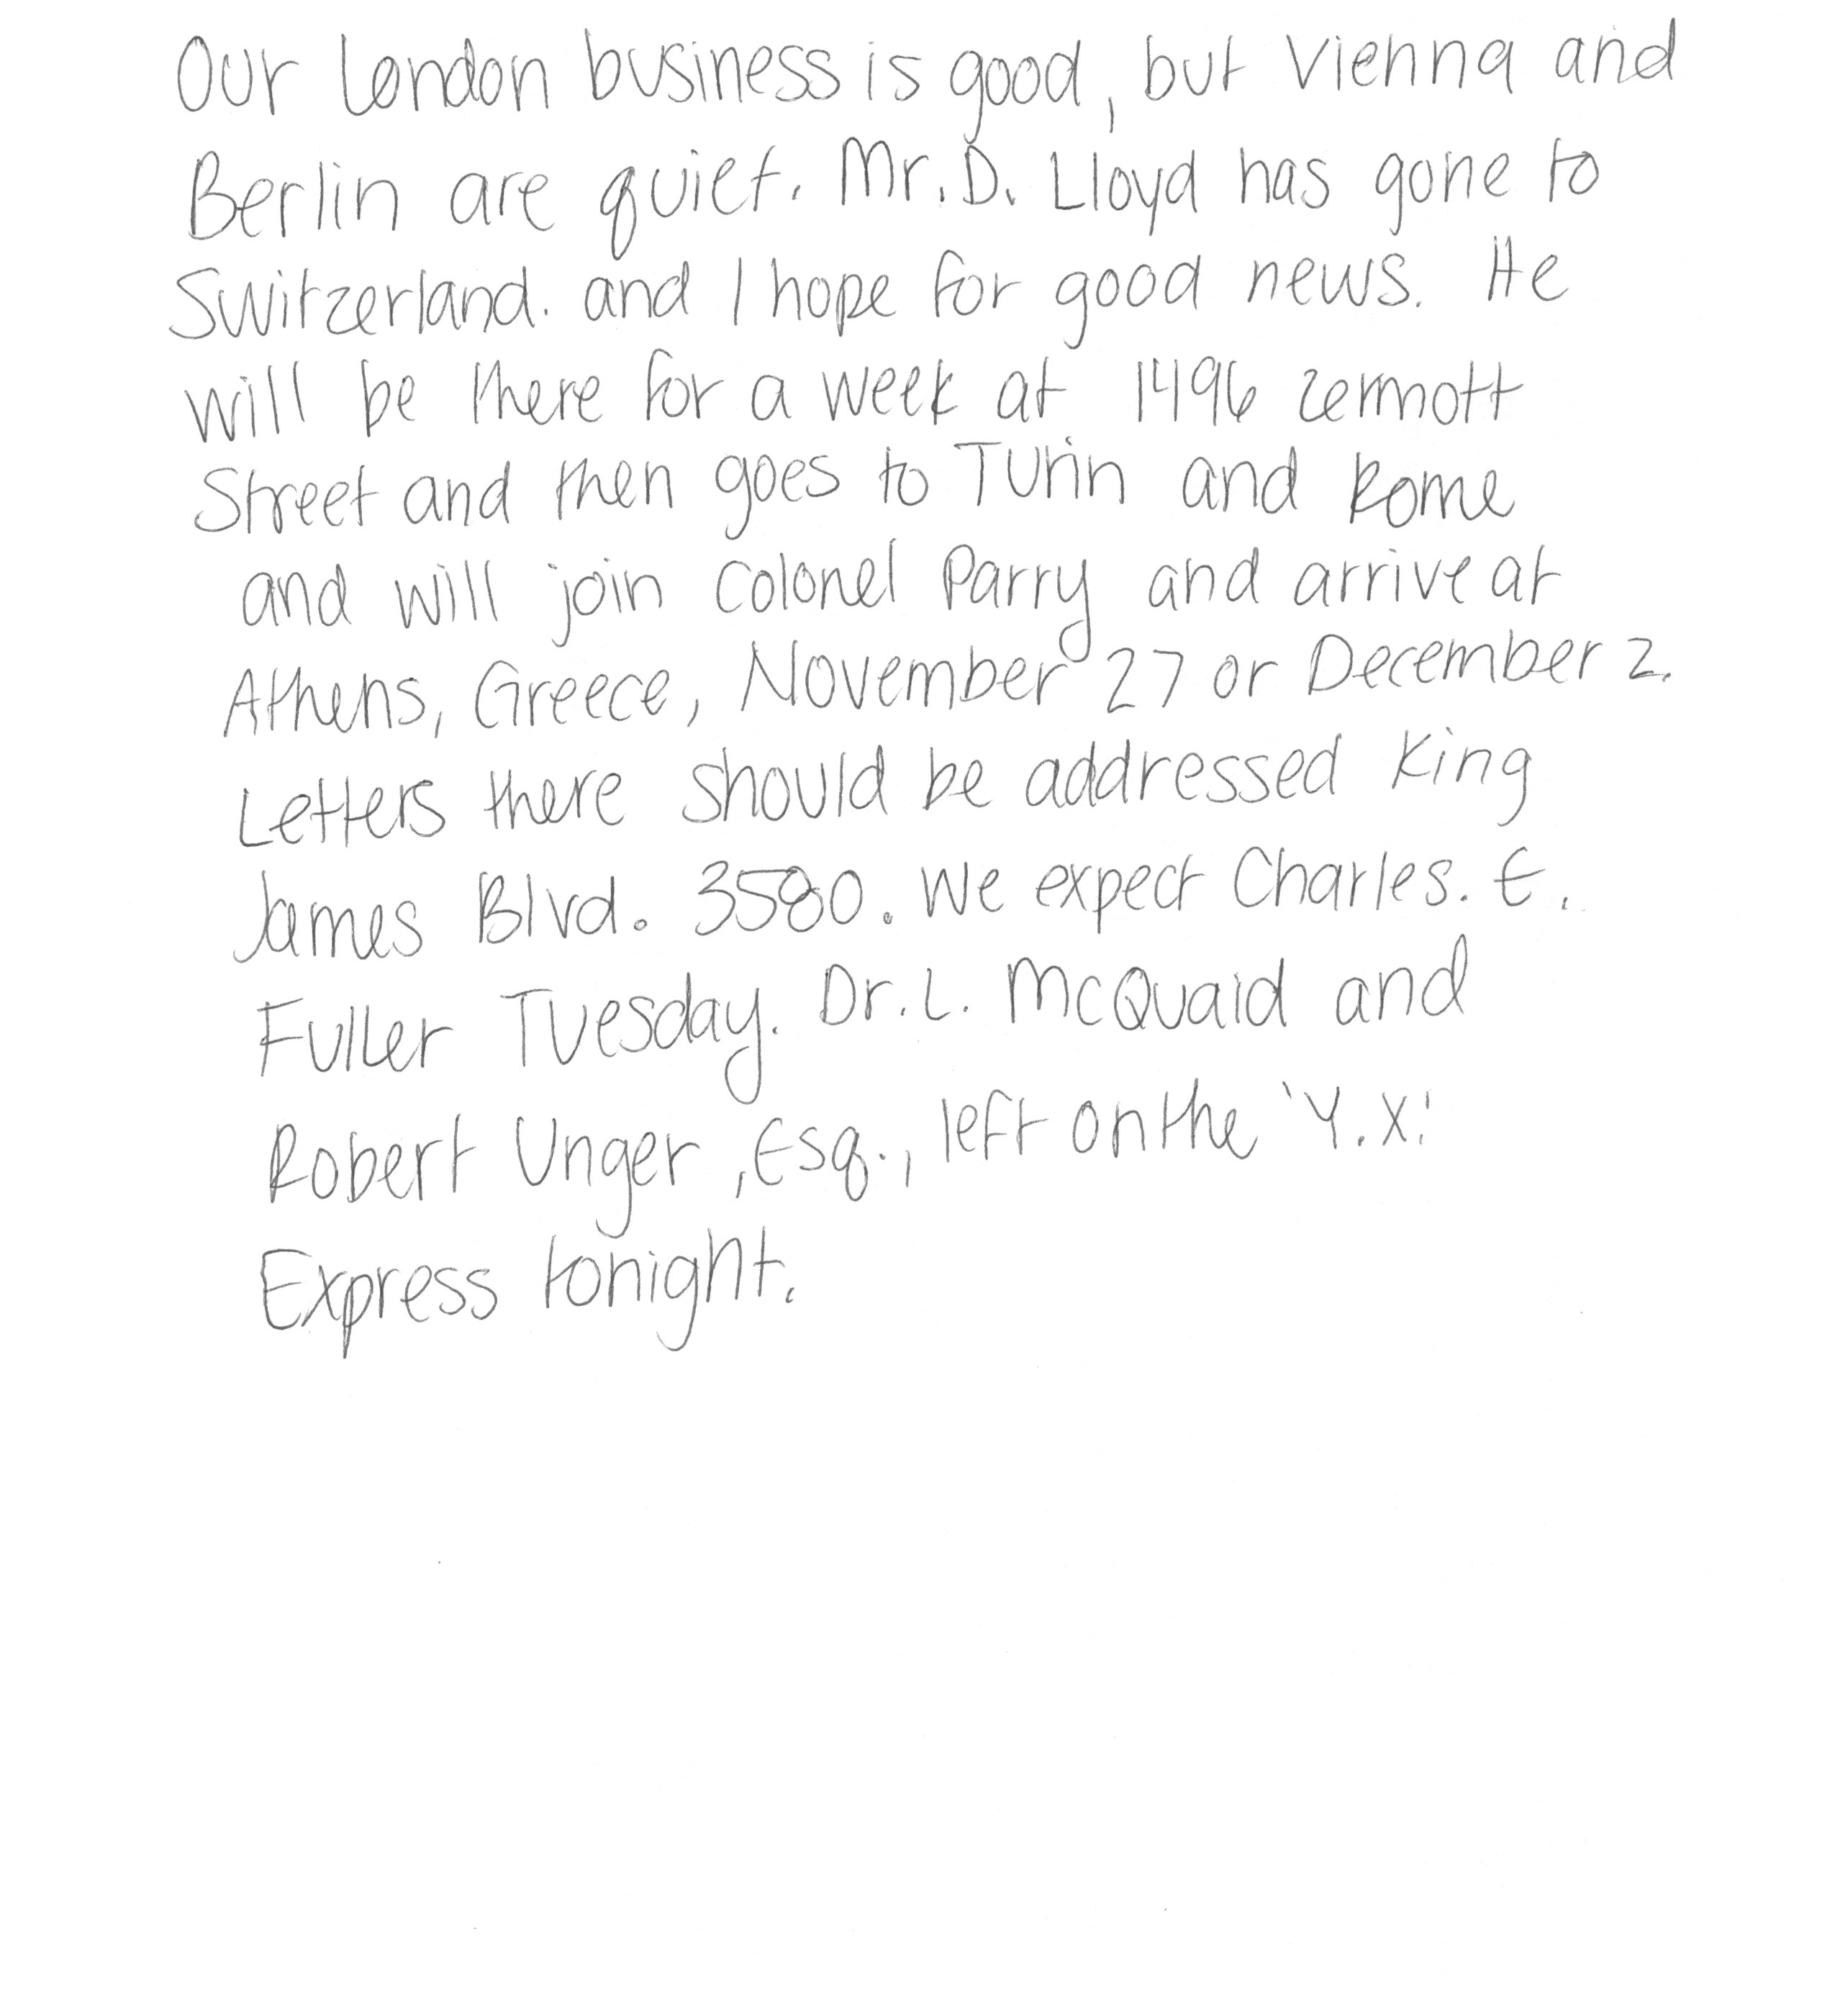 Our London business is good, but Vienna and
Berlin are quiet. Mr. D. Lloyd has gone to
Switzerland. and I hope for good news. He
will be there for a week at 1496 zermott
Street and then goes to Turin and Rome
and will join Colonel Parry and arrive at
Athens, Greece, November 27 or December 2.
Letters there should be addressed King
James Blvd. 3580. We expect Charles. E.
Fuller Tuesday. Dr. L. McQuaid and
Robert Unger, Esq., left on the 'Y.X.'
Express tonight.